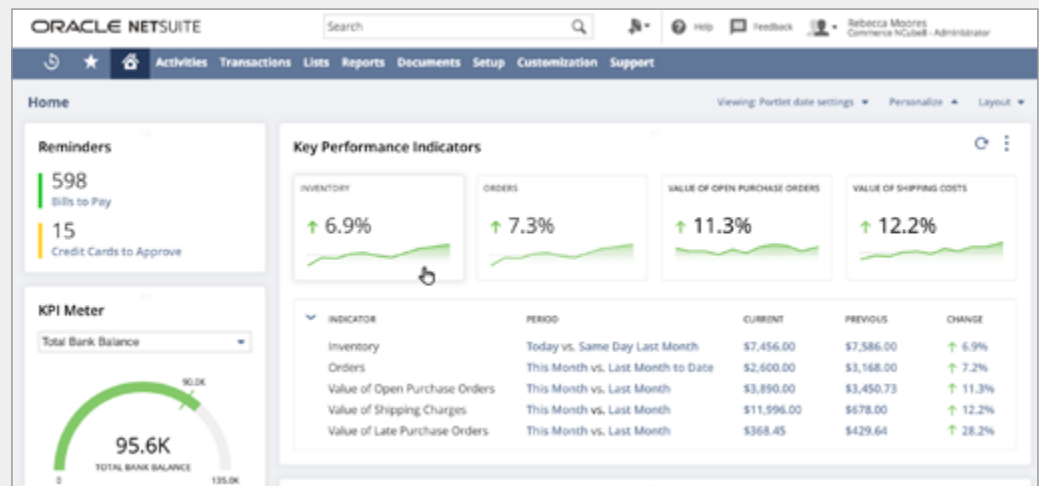 ORACLE NETSUITE
Search
Help
Feedback
Rebecca Moores
Commerce NCubell - Administrator
Activities Transactions Lists Reports Documents Setup Customization Support
Home
Viewing: Portlet date settings
Personalize
Layout
Reminders
598
Bills to Pay
15
Credit Cards to Approve
KPI Meter
Total Bank Balance
90.0K
95.6K
TOTAL BANK BALANCE
0
135.0K
Key Performance Indicators
INVENTORY
6.9%
ORDERS
7.3%
VALUE OF OPEN PURCHASE ORDERS
11.3%
VALUE OF SHIPPING COSTS
12.2%
INDICATOR PERIOD CURRENT PREVIOUS CHANGE
Inventory Today vs. Same Day Last Month $7,456.00 $7,586.00 6.9%
Orders This Month vs. Last Month to Date $2,600.00 $3,168.00 7.2%
Value of Open Purchase Orders This Month vs. Last Month $3,890.00 $3,450.73 11.3%
Value of Shipping Charges This Month vs. Last Month $11,996.00 $678.00 12.2%
Value of Late Purchase Orders This Month vs. Last Month $368.45 $429.64 28.2%